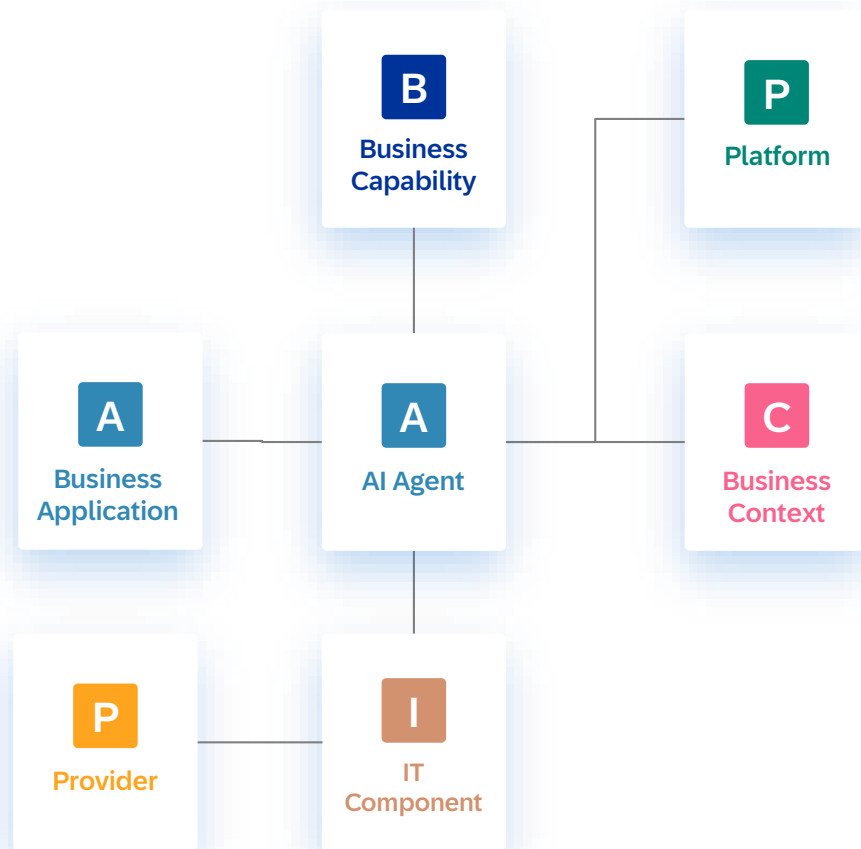 B
Business
Capability
P
Platform
A
Business
Application
A
AI Agent
C
Business
Context
P
Provider
I
IT
Component